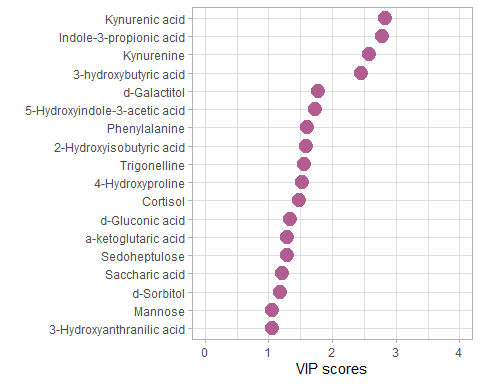 Kynurenic acid
Indole-3-propionic acid
Kynurenine
3-hydroxybutyric acid
d-Galactitol
5-Hydroxyindole-3-acetic acid
Phenylalanine
2-Hydroxyisobutyric acid
Trigonelline
4-Hydroxyproline
Cortisol
d-Gluconic acid
a-ketoglutaric acid
Sedoheptulose
Saccharic acid
d-Sorbitol
Mannose
3-Hydroxyanthranilic acid
0 1 2 3 4
VIP scores